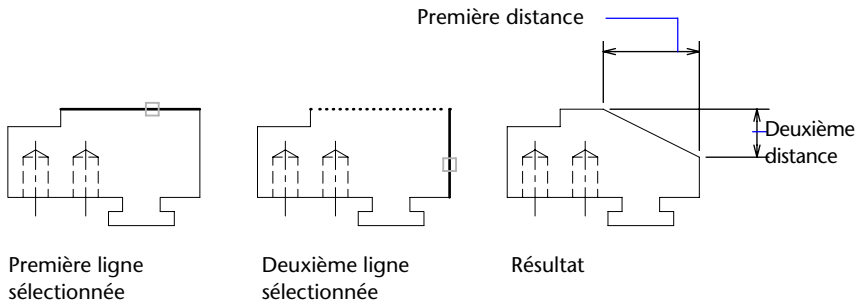 Première distance
Deuxième
distance
Première ligne
sélectionnée
Deuxième ligne
sélectionnée
Résultat